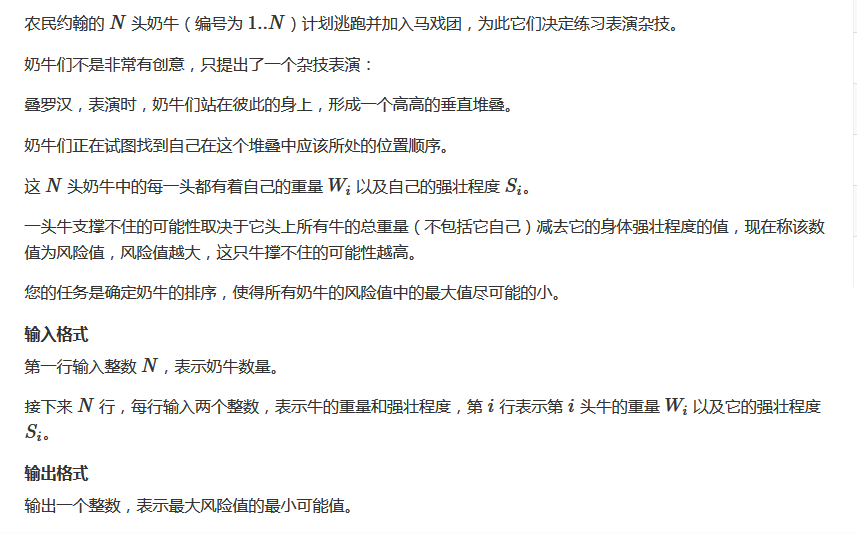 农民约翰的 N 头奶牛（编号为 1..N）计划逃跑并加入马戏团，为此它们决定练习表演杂技。
奶牛们不是非常有创意，只提出了一个杂技表演：
叠罗汉，表演时，奶牛们站在彼此的身上，形成一个高高的垂直堆叠。
奶牛们正在试图找到自己在这个堆叠中应该所处的位置顺序。
这 N 头奶牛中的每一头都有着自己的重量 Wi 以及自己的强壮程度 Si。
一头牛支撑不住的可能性取决于它头上所有牛的总重量（不包括它自己）减去它的身体强壮程度的值，现在称该数
值为风险值，风险值越大，这只牛撑不住的可能性越高。
您的任务是确定奶牛的排序，使得所有奶牛的风险值中的最大值尽可能的小。
输入格式
第一行输入整数 N，表示奶牛数量。
接下来 N 行，每行输入两个整数，表示牛的重量和强壮程度，第 i 行表示第 i 头牛的重量 Wi 以及它的强壮程度
Si。
输出格式
输出一个整数，表示最大风险值的最小可能值。